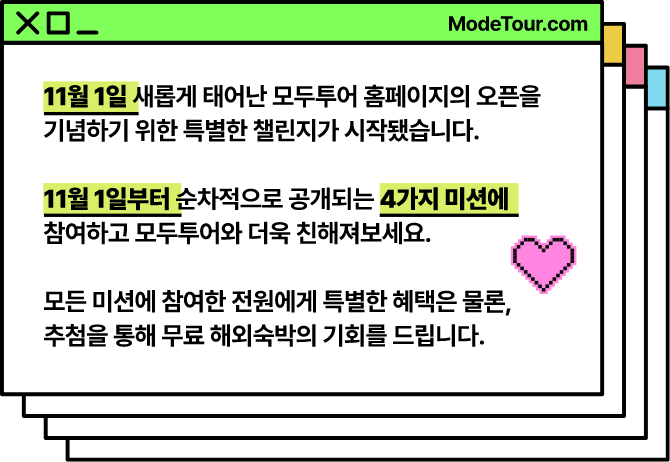 ModeTour.com
11월 1일 새롭게 태어난 모두투어 홈페이지의 오픈을
기념하기 위한 특별한 챌린지가 시작됐습니다.
11월 1일부터 순차적으로 공개되는 4가지 미션에
참여하고 모두투어와 더욱 친해져보세요.
모든 미션에 참여한 전원에게 특별한 혜택은 물론,
추첨을 통해 무료 해외숙박의 기회를 드립니다.